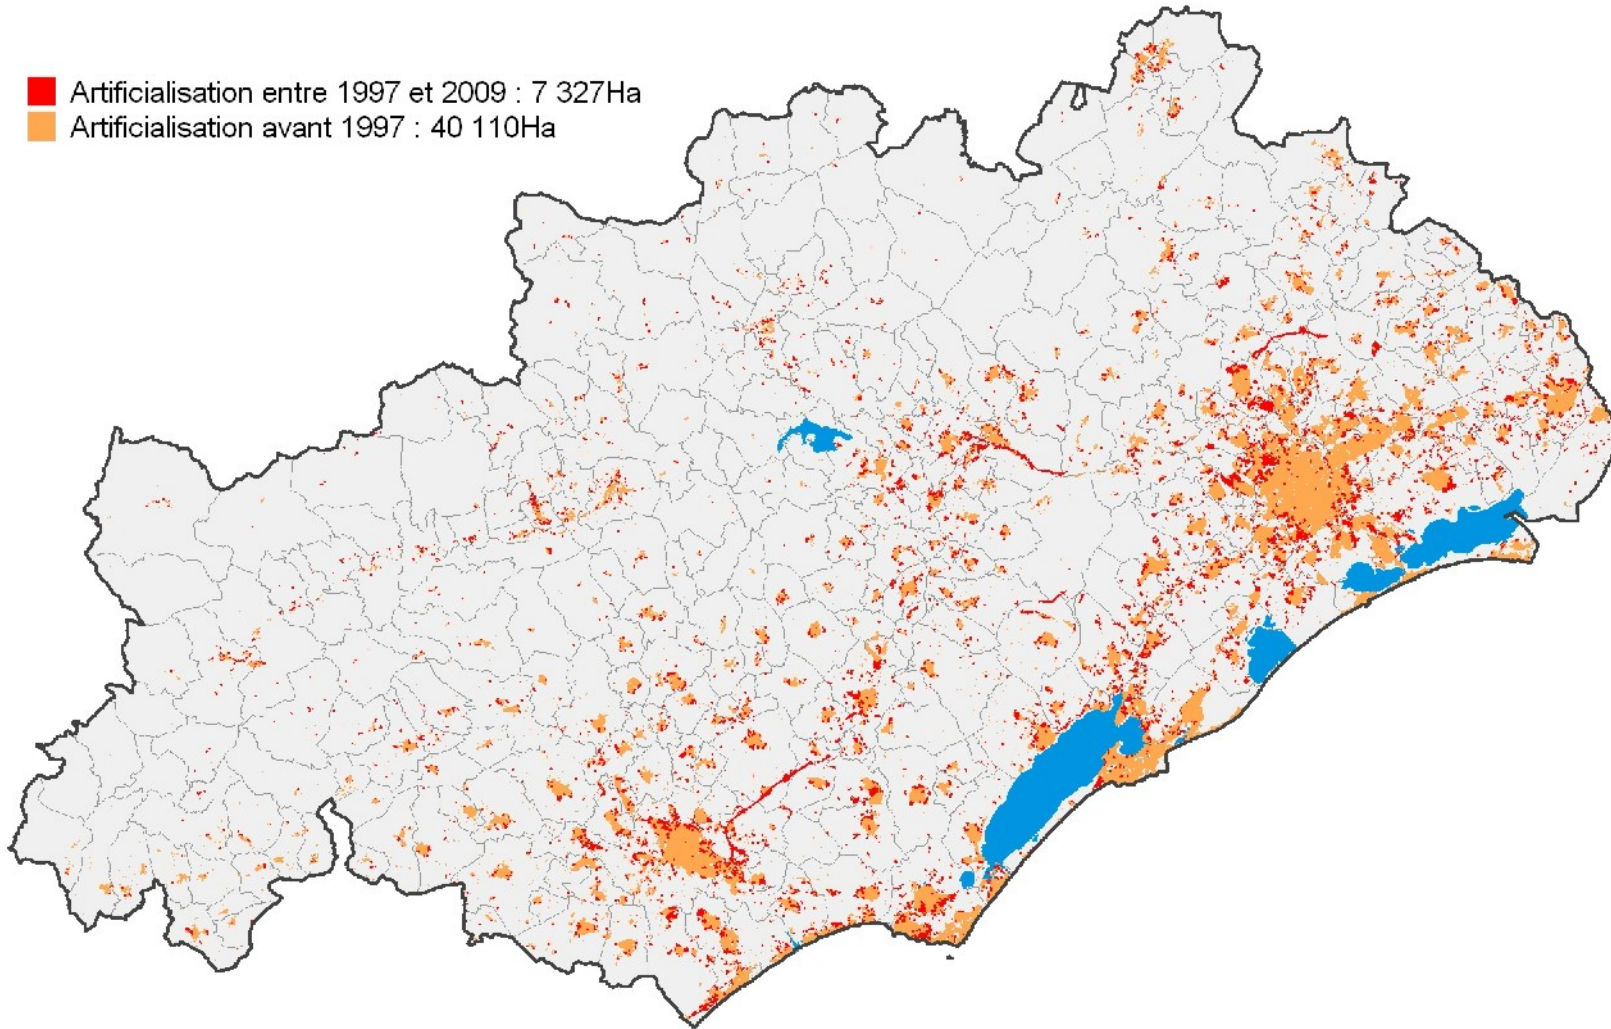 Artificialisation entre 1997 et 2009 : 7 327Ha
Artificialisation avant 1997 : 40 110Ha